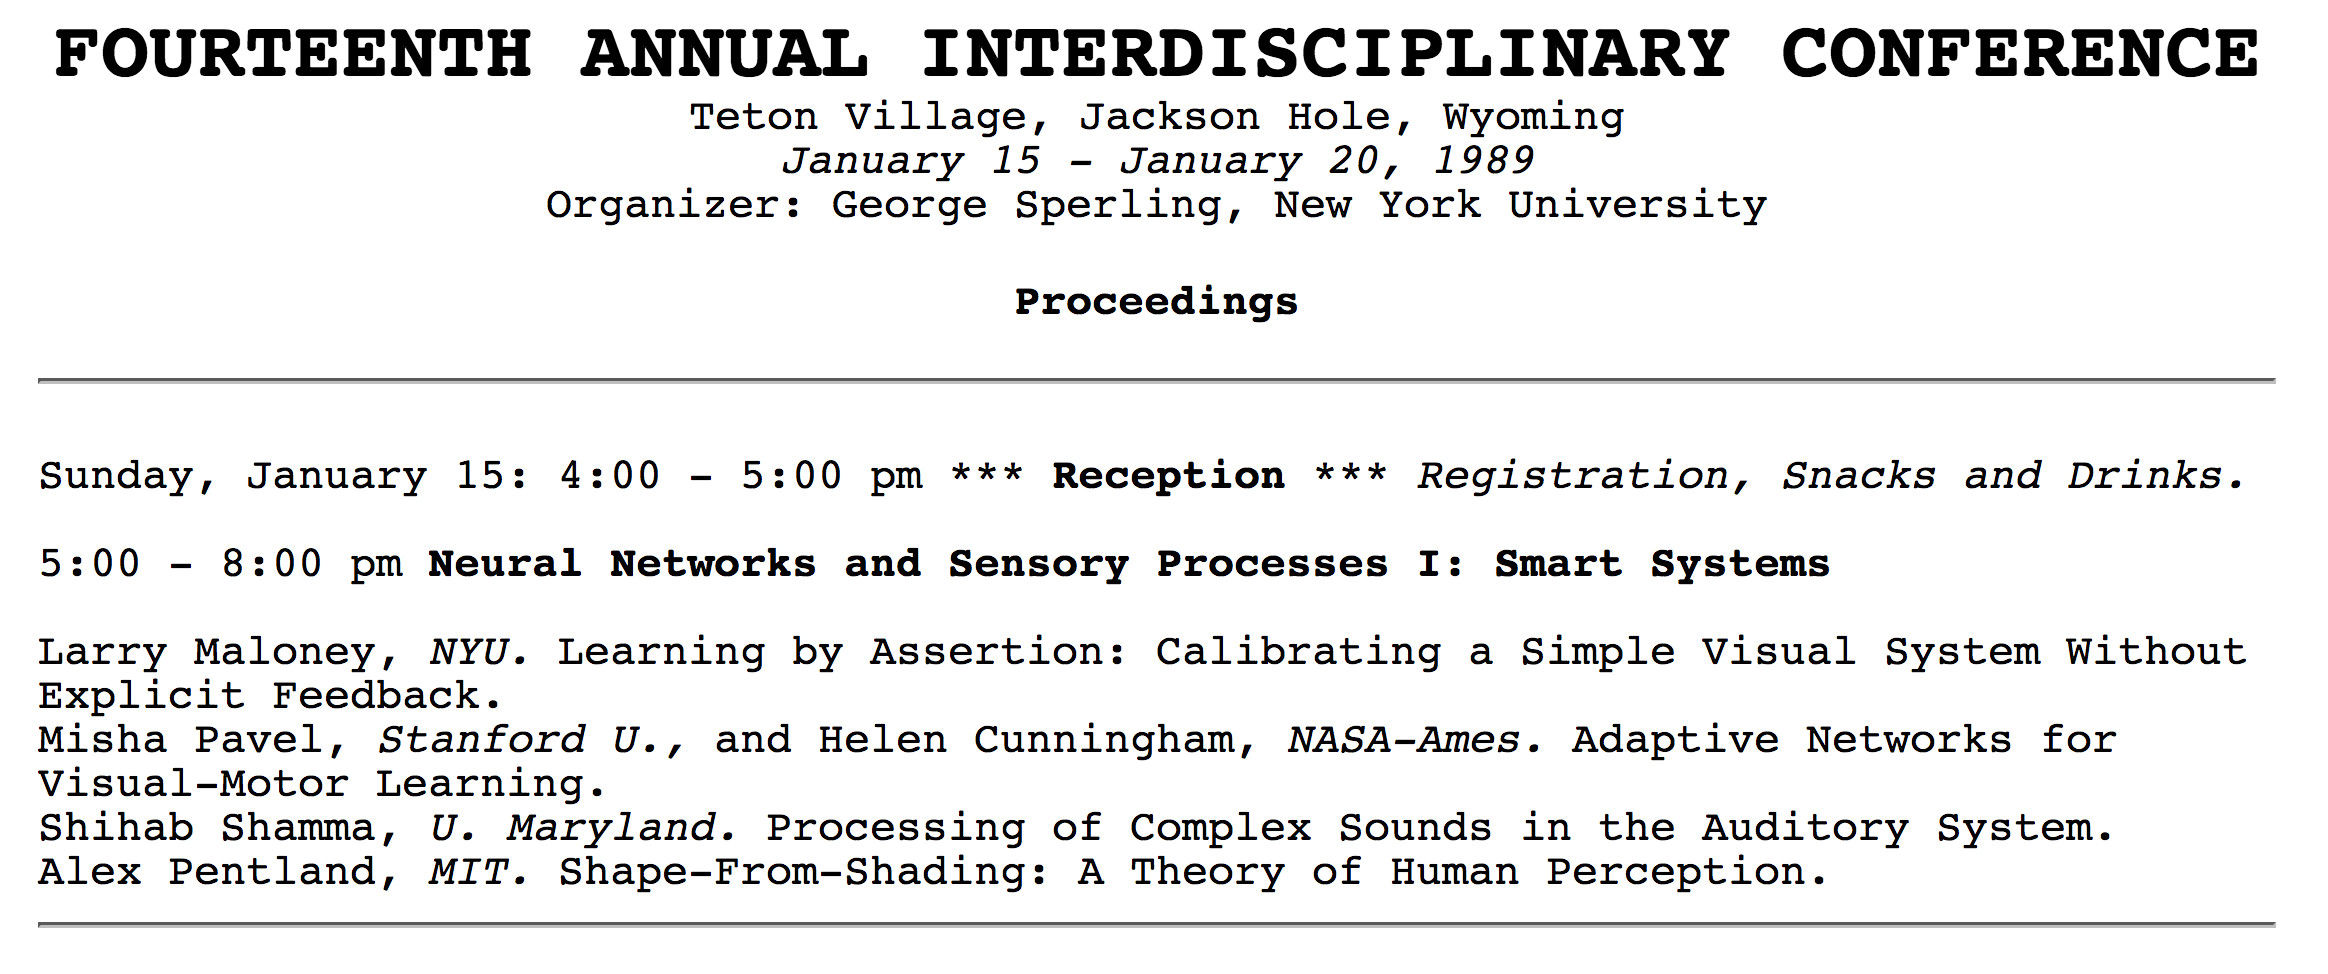 FOURTEENTH ANNUAL INTERDISCIPLINARY CONFERENCE
Teton Village, Jackson Hole, Wyoming
January 15 - January 20, 1989
Organizer: George Sperling, New York University
Proceedings
Sunday, January 15: 4:00 - 5:00 pm *** Reception *** Registration, Snacks and Drinks.
5:00 - 8:00 pm Neural Networks and Sensory Processes I: Smart Systems
Larry Maloney, NYU. Learning by Assertion: Calibrating a Simple Visual System Without
Explicit Feedback.
Misha Pavel, Stanford U., and Helen Cunningham, NASA-Ames. Adaptive Networks for
Visual-Motor Learning.
Shihab Shamma, U. Maryland. Processing of Complex Sounds in the Auditory System.
Alex Pentland, MIT. Shape-From-Shading: A Theory of Human Perception.